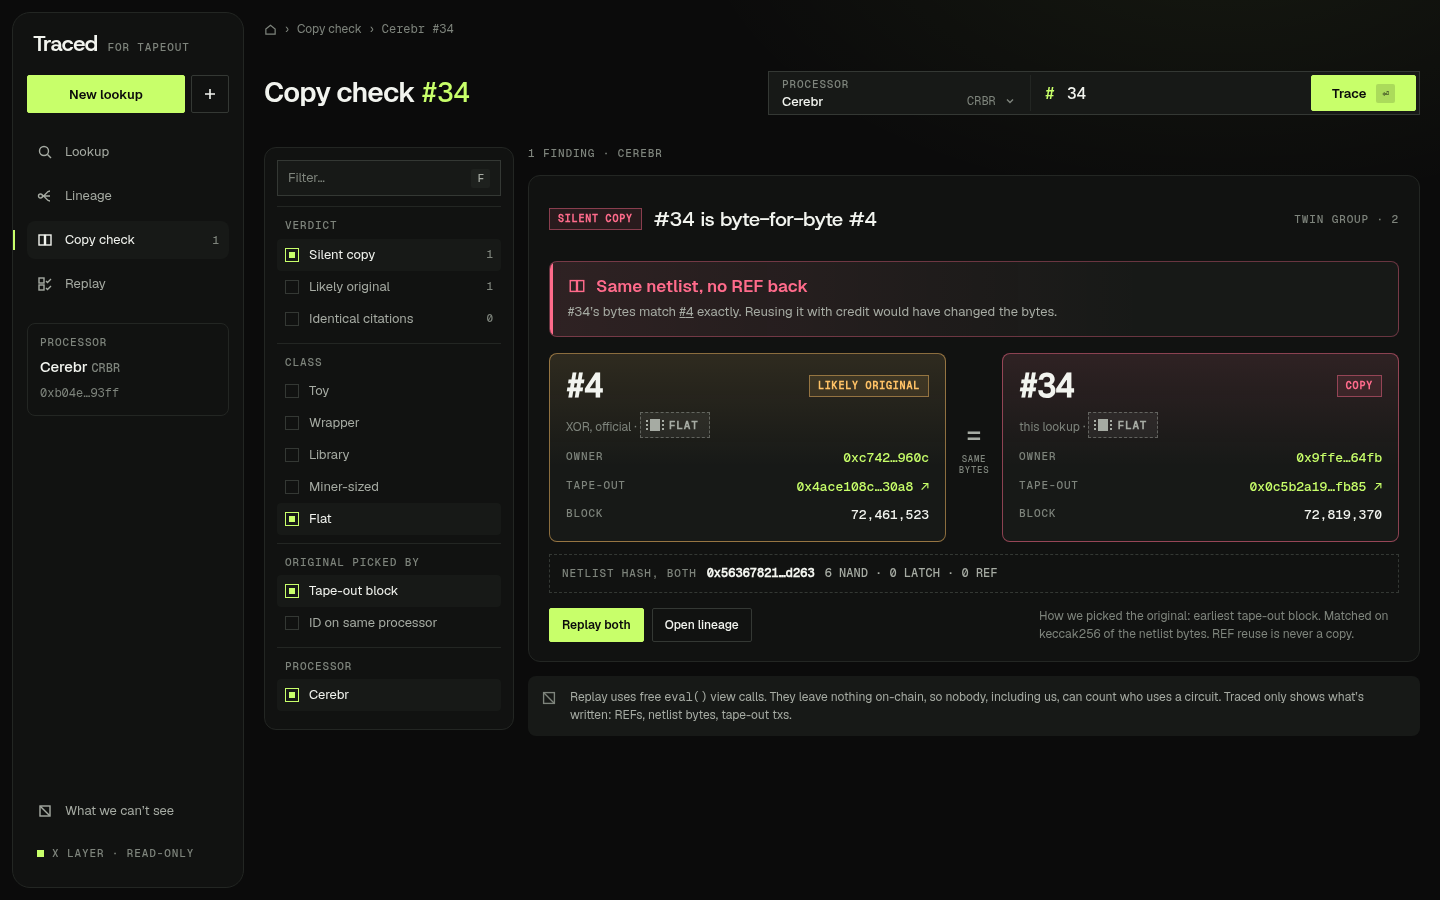 Traced FOR TAPEOUT
New lookup +
Lookup
Lineage
Copy check 1
Replay
PROCESSOR
Cerebr CRBR
0xb04e…93ff
What we can't see
X LAYER · READ-ONLY
› Copy check › Cerebr #34
Copy check #34
PROCESSOR
Cerebr CRBR
# 34
Trace ⏎
Filter… F
VERDICT
Silent copy 1
Likely original 1
Identical citations 0
CLASS
Toy
Wrapper
Library
Miner-sized
Flat
ORIGINAL PICKED BY
Tape-out block
ID on same processor
PROCESSOR
Cerebr
1 FINDING · CEREBR
SILENT COPY #34 is byte-for-byte #4 TWIN GROUP · 2
Same netlist, no REF back
#34's bytes match #4 exactly. Reusing it with credit would have changed the bytes.
#4 LIKELY ORIGINAL
XOR, official · FLAT
OWNER 0xc742…960c
TAPE-OUT 0x4ace108c…30a8 ↗
BLOCK 72,461,523
=
SAME
BYTES
#34 COPY
this lookup · FLAT
OWNER 0x9ffe…64fb
TAPE-OUT 0x0c5b2a19…fb85 ↗
BLOCK 72,819,370
NETLIST HASH, BOTH 0x56367821…d263 6 NAND · 0 LATCH · 0 REF
Replay both Open lineage
How we picked the original: earliest tape-out block. Matched on
keccak256 of the netlist bytes. REF reuse is never a copy.
Replay uses free eval() view calls. They leave nothing on-chain, so nobody, including us, can count who uses a circuit. Traced only shows what's
written: REFs, netlist bytes, tape-out txs.